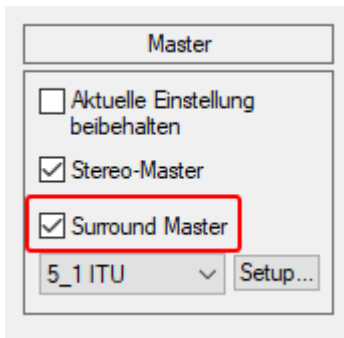 Master
Aktuelle Einstellung
beibehalten
Stereo-Master
Surround Master
5_1 ITU
Setup...